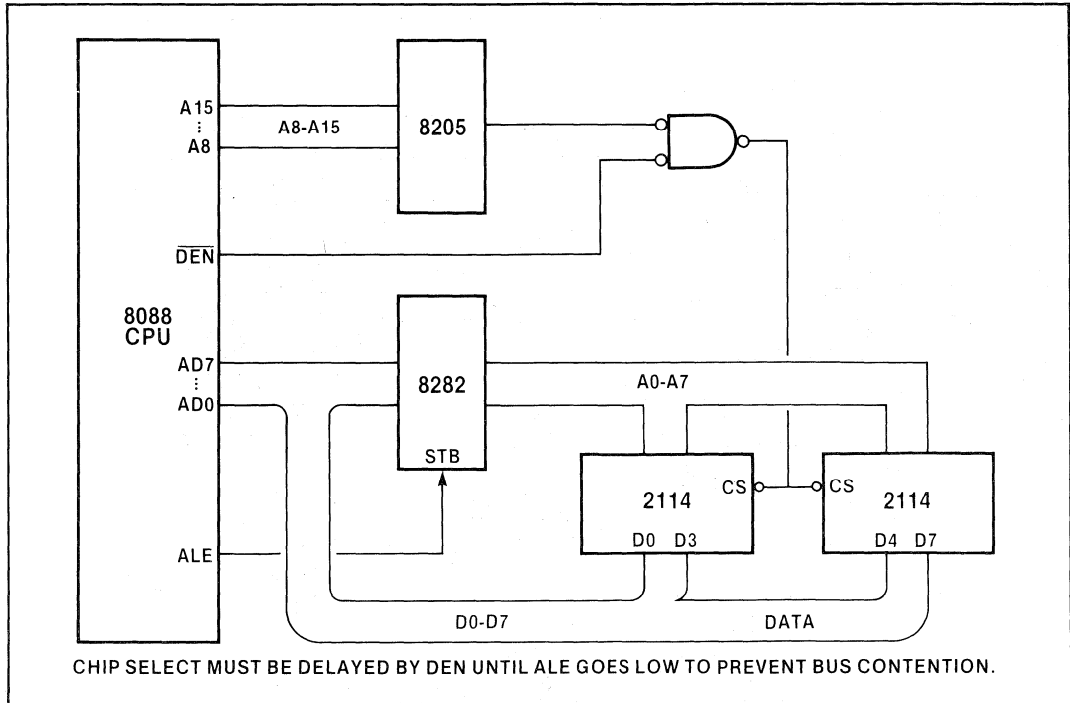 A15
⋮
A8
A8-A15
8205
DEN
8088
CPU
AD7
⋮
AD0
8282
STB
A0-A7
ALE
2114
CS
D0 D3
CS
2114
D4 D7
D0-D7
DATA
CHIP SELECT MUST BE DELAYED BY DEN UNTIL ALE GOES LOW TO PREVENT BUS CONTENTION.